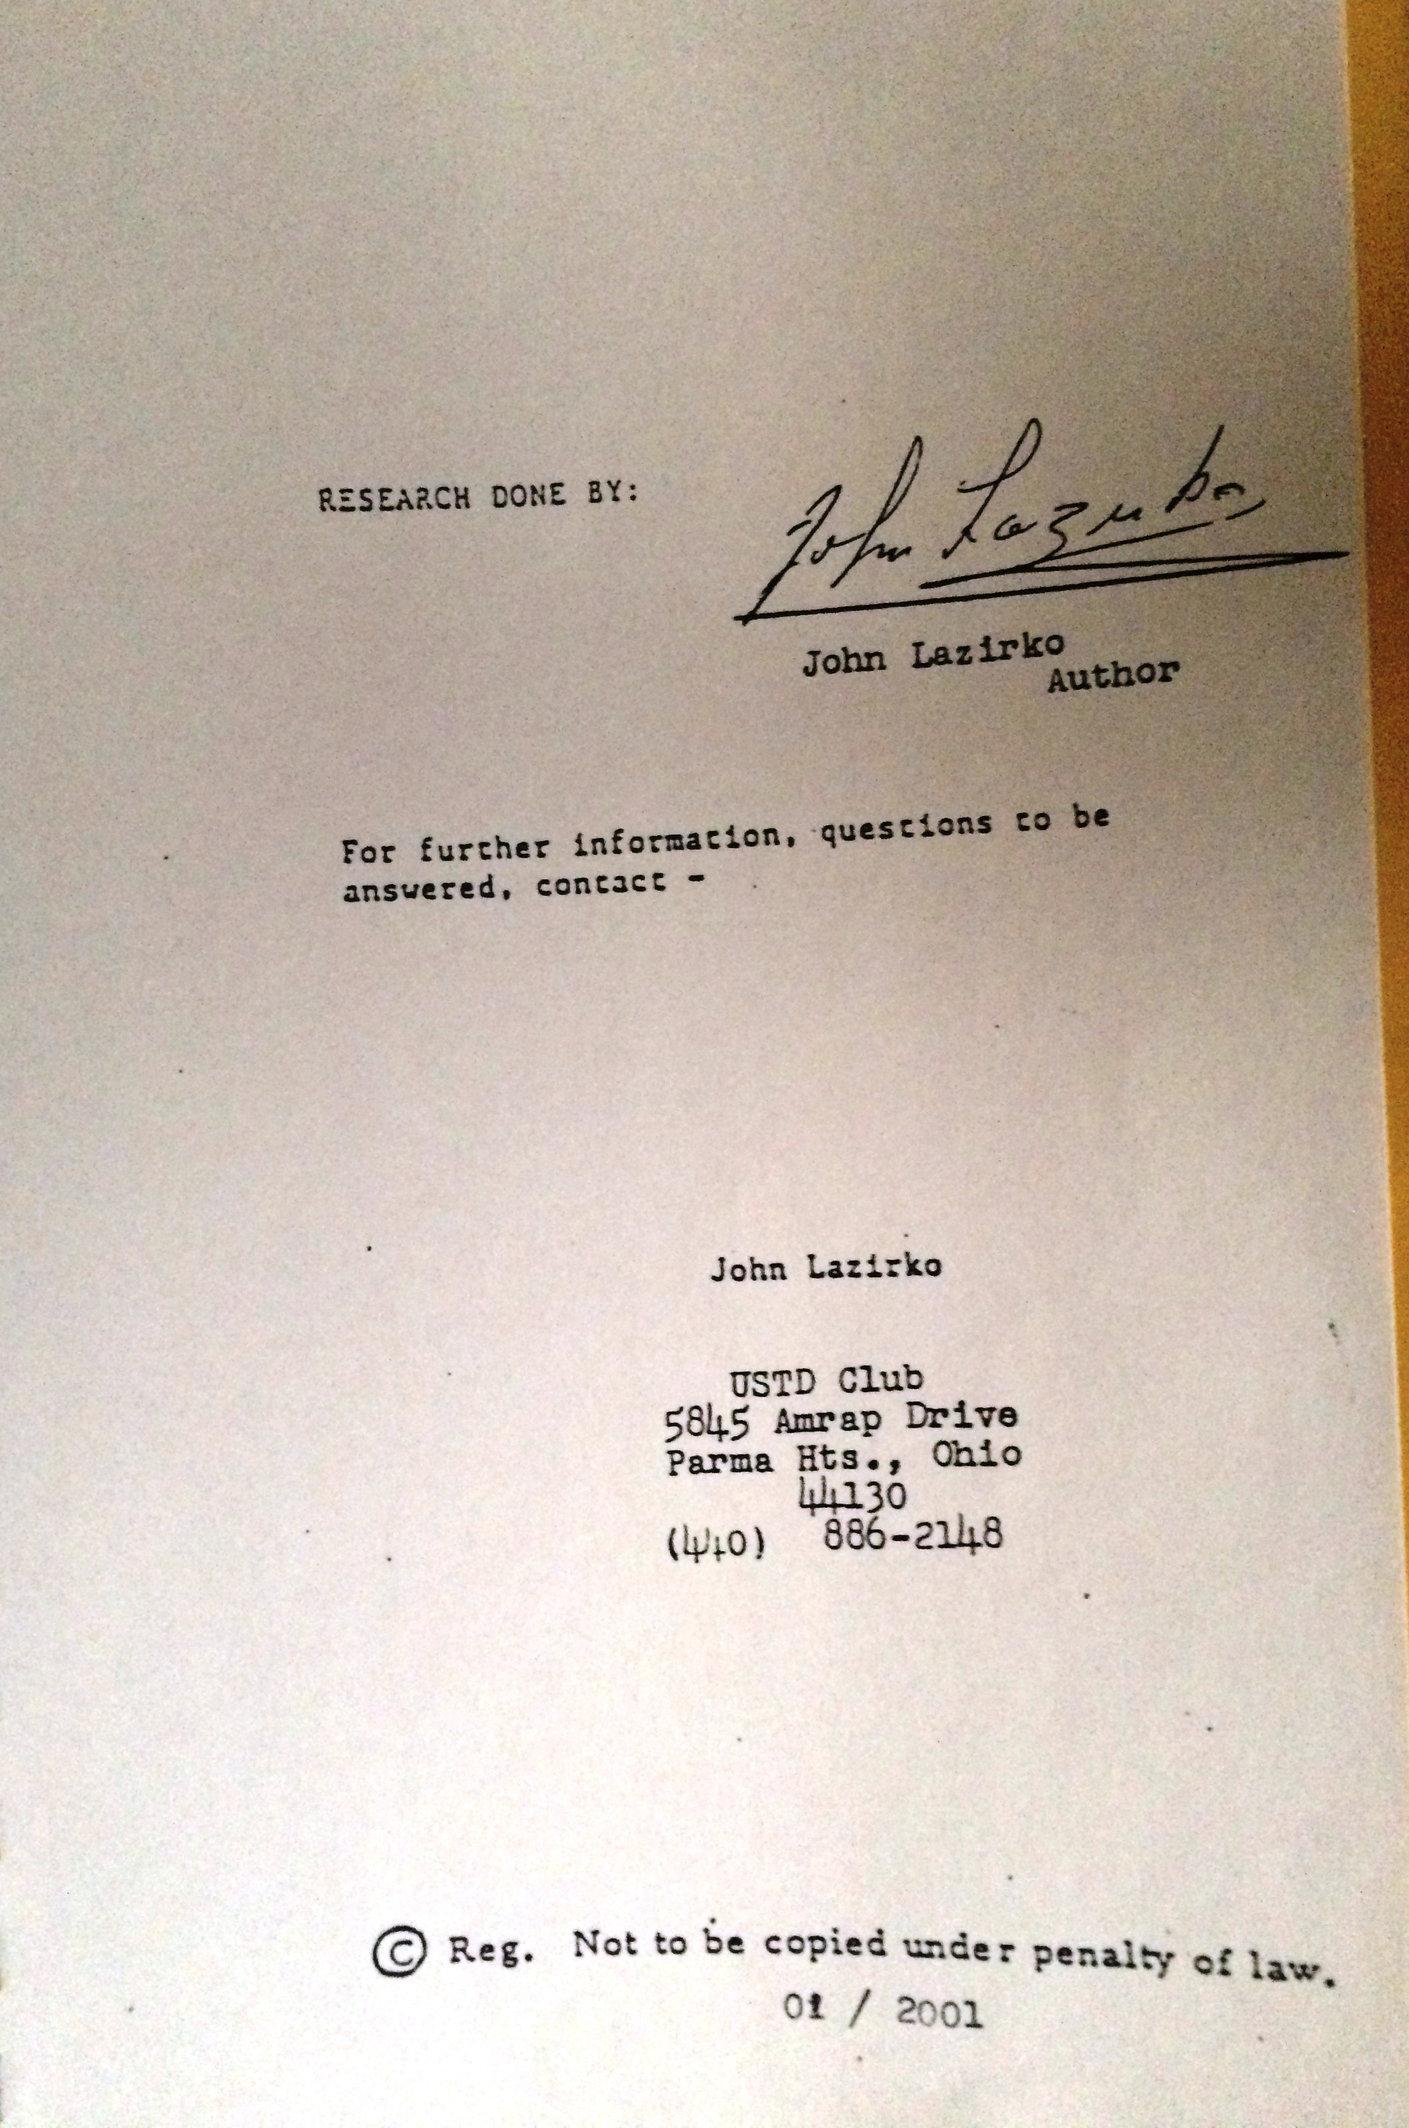 RESEARCH DONE BY:
John Lazirko
John Lazirko
Author
For further information, questions to be
answered, contact -
John Lazirko
USTD Club
5845 Amrap Drive
Parma Hts., Ohio
44130
(440) 886-2148
© Reg. Not to be copied under penalty of law.
01 / 2001